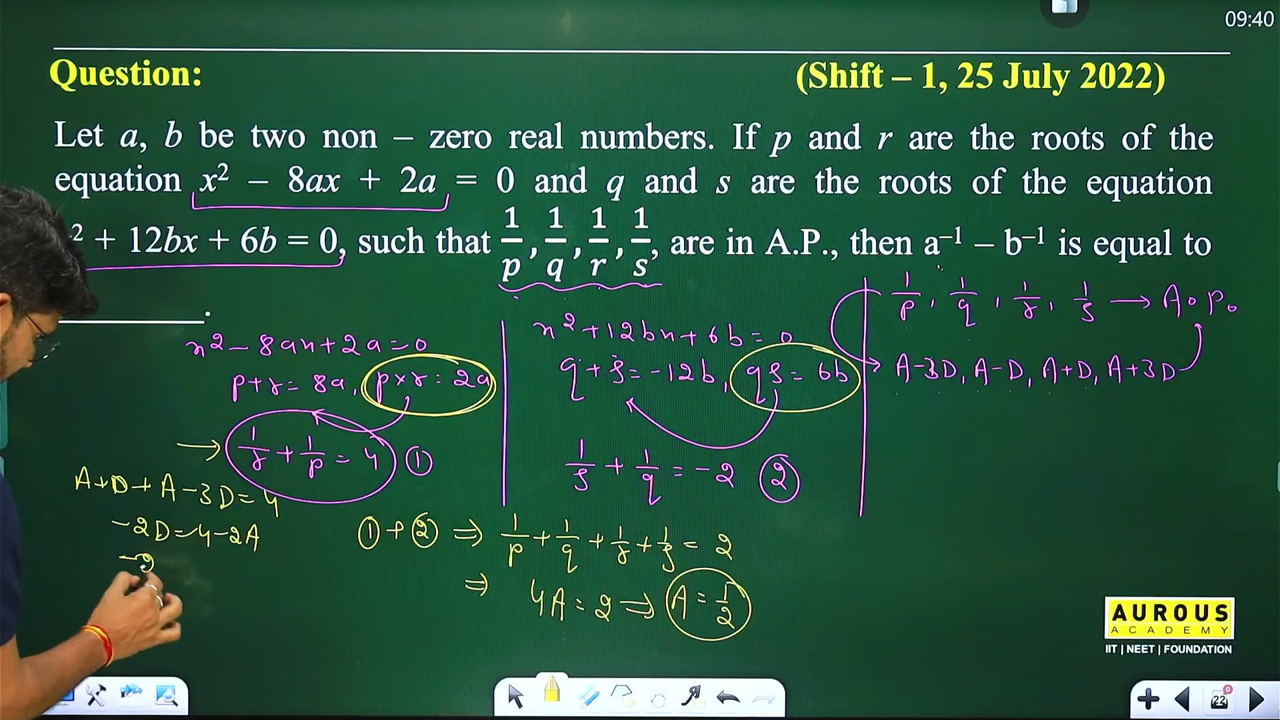 09:40
Question:
(Shift – 1, 25 July 2022)
Let a, b be two non – zero real numbers. If p and r are the roots of the
equation x² – 8ax + 2a = 0 and q and s are the roots of the equation
² + 12bx + 6b = 0, such that 1/p, 1/q, 1/r, 1/s, are in A.P., then a⁻¹ – b⁻¹ is equal to
__________.
x² – 8ax + 2a = 0
p + r = 8a, p × r = 2a
→ 1/r + 1/p = 4 ①
A + D + A – 3D = 4
–2D = 4 – 2A
x² + 12bx + 6b = 0
q + s = –12b, qs = 6b
1/s + 1/q = –2 ②
① + ② ⇒ 1/p + 1/q + 1/r + 1/s = 2
⇒ 4A = 2 ⇒ A = 1/2
1/p, 1/q, 1/r, 1/s → A.P.
A – 3D, A – D, A + D, A + 3D
AUROUS
ACADEMY
IIT | NEET | FOUNDATION
22
0